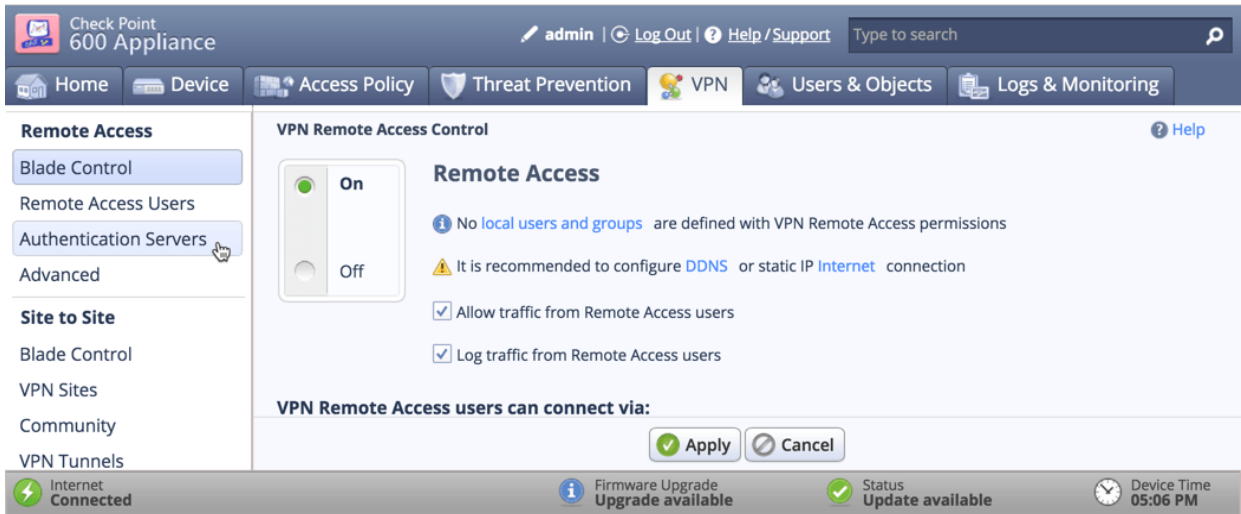 Check Point
600 Appliance
admin | Log Out | Help / Support
Type to search
Home
Device
Access Policy
Threat Prevention
VPN
Users & Objects
Logs & Monitoring
Remote Access
Blade Control
Remote Access Users
Authentication Servers
Advanced
Site to Site
Blade Control
VPN Sites
Community
VPN Tunnels
VPN Remote Access Control
Help
On
Off
Remote Access
No local users and groups are defined with VPN Remote Access permissions
It is recommended to configure DDNS or static IP Internet connection
Allow traffic from Remote Access users
Log traffic from Remote Access users
VPN Remote Access users can connect via:
Apply
Cancel
Internet
Connected
Firmware Upgrade
Upgrade available
Status
Update available
Device Time
05:06 PM